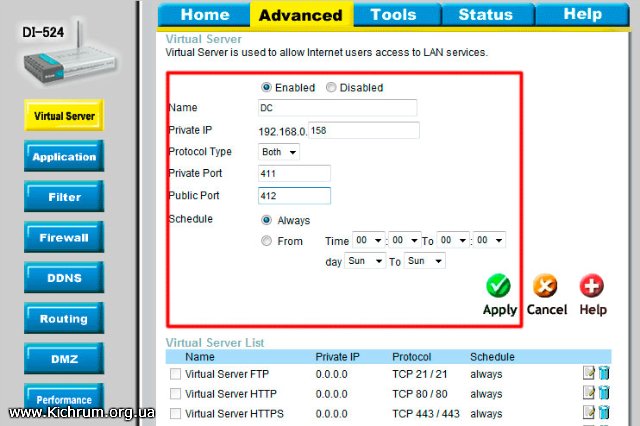 Home Advanced Tools Status Help
DI-524
Virtual Server
Virtual Server is used to allow Internet users access to LAN services.
Enabled Disabled
Name DC
Private IP 192.168.0. 158
Protocol Type Both
Private Port 411
Public Port 412
Schedule Always
From Time 00 : 00 To 00 : 00
day Sun To Sun
Apply Cancel Help
Virtual Server
Application
Filter
Firewall
DDNS
Routing
DMZ
Performance
Virtual Server List
Name Private IP Protocol Schedule
Virtual Server FTP 0.0.0.0 TCP 21 / 21 always
Virtual Server HTTP 0.0.0.0 TCP 80 / 80 always
Virtual Server HTTPS 0.0.0.0 TCP 443 / 443 always
www.Kichrum.org.ua